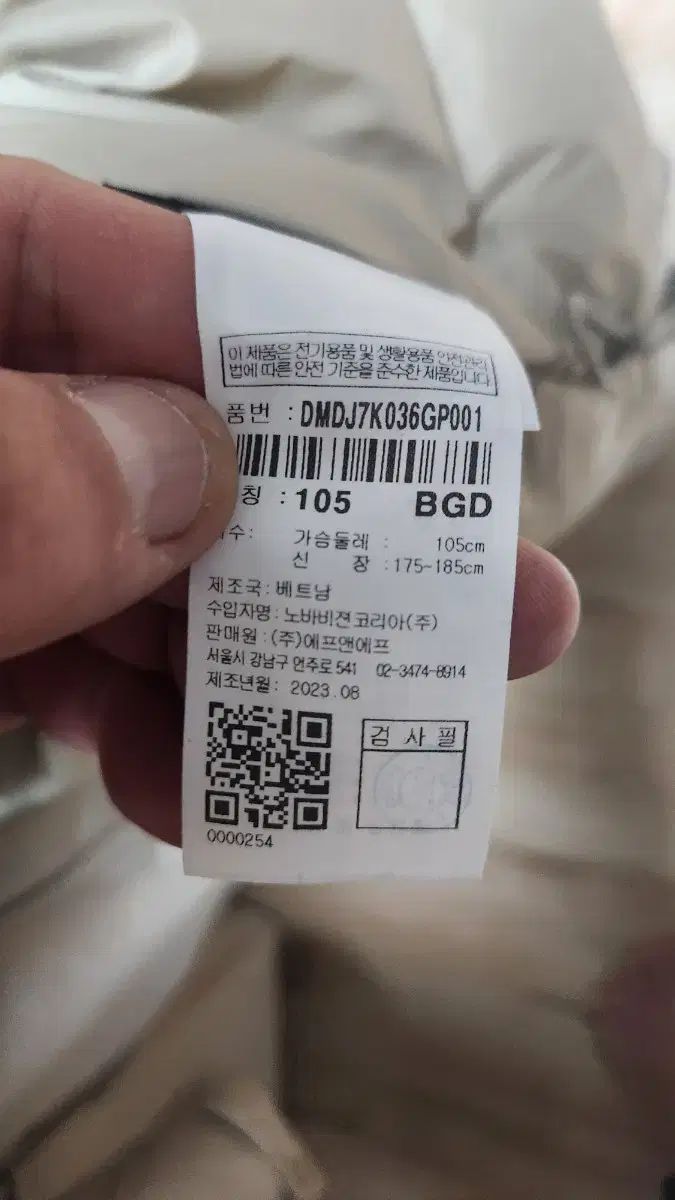 이 제품은 전기용품 및 생활용품 안전관리
법에 따른 안전 기준을 준수한 제품입니다
품번 : DMDJ7K036GP001
칭 : 105 BGD
수: 가슴둘레 : 105cm
신 장 : 175~185cm
제조국 : 베트남
수입자명 : 노바비젼코리아(주)
판매원 : (주)에프앤에프
서울시 강남구 언주로 541 02-3474-8914
제조년월 : 2023.08
검 사 필
0000254